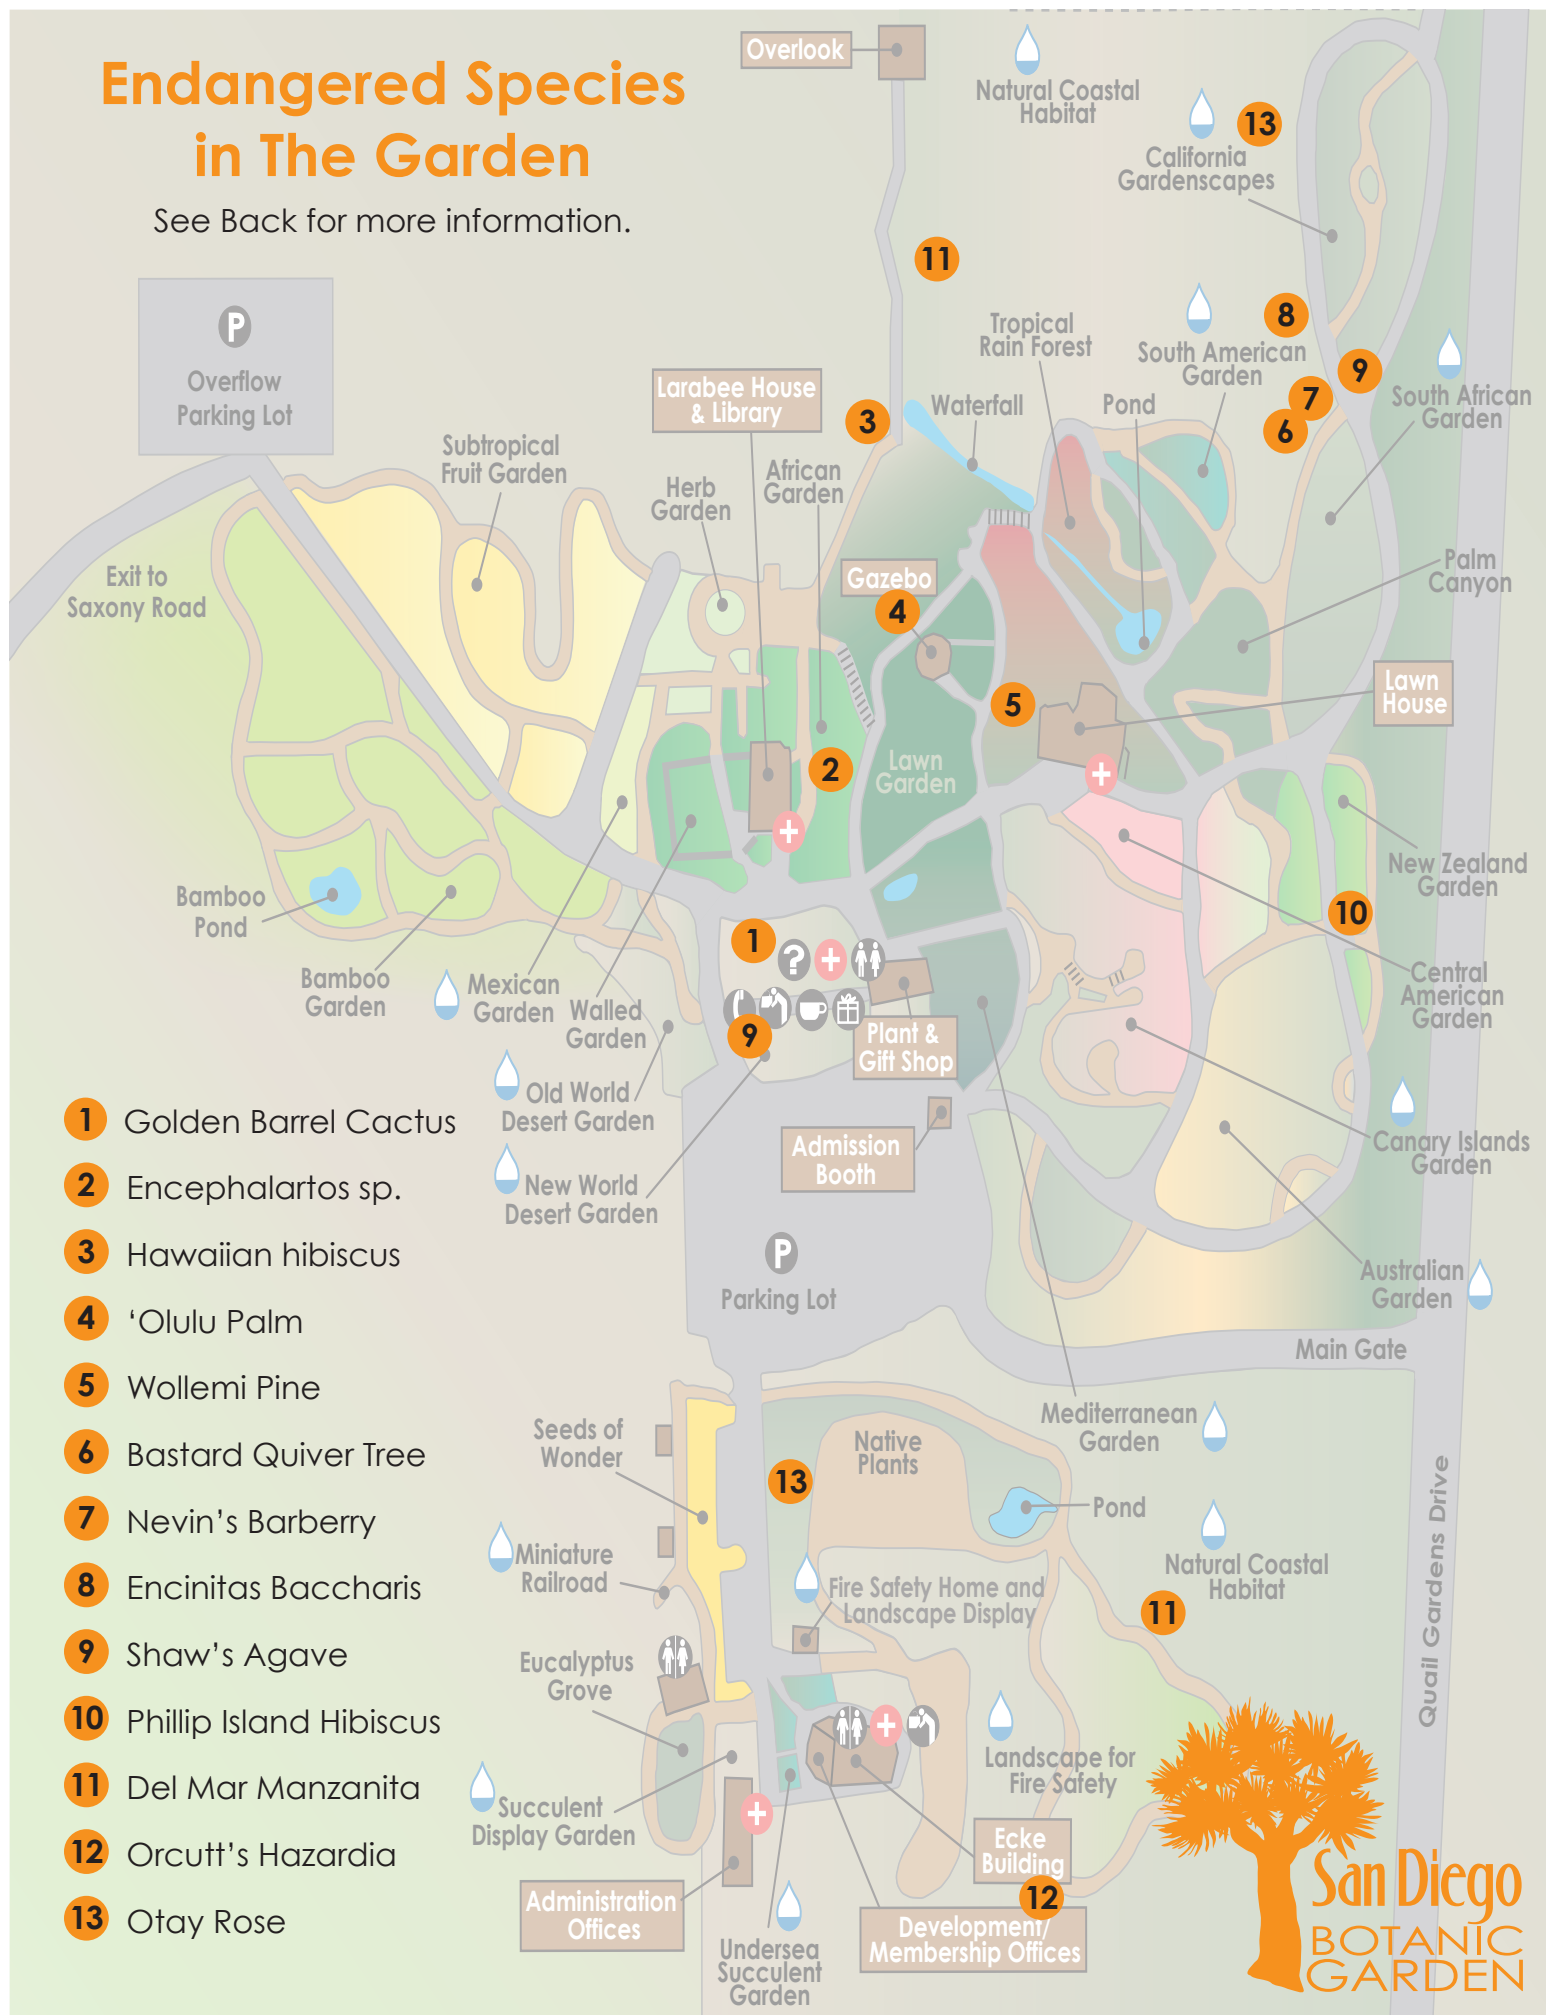 Endangered Species
in The Garden
See Back for more information.
Overlook
Natural Coastal
Habitat
13
California
Gardenscapes
11
P
Overflow
Parking Lot
Tropical
Rain Forest
8
South American
Garden
9
7
6
South African
Garden
Larabee House
& Library
3
Waterfall
Pond
Subtropical
Fruit Garden
Herb
Garden
African
Garden
Exit to
Saxony Road
Gazebo
4
Palm
Canyon
Lawn
House
5
2
Lawn
Garden
New Zealand
Garden
10
Bamboo
Pond
Bamboo
Garden
Mexican
Garden
Walled
Garden
1
?
9
Plant &
Gift Shop
Central
American
Garden
Old World
Desert Garden
New World
Desert Garden
Admission
Booth
Canary Islands
Garden
P
Parking Lot
Australian
Garden
Main Gate
1 Golden Barrel Cactus
2 Encephalartos sp.
3 Hawaiian hibiscus
4 ‘Olulu Palm
5 Wollemi Pine
6 Bastard Quiver Tree
7 Nevin’s Barberry
8 Encinitas Baccharis
9 Shaw’s Agave
10 Phillip Island Hibiscus
11 Del Mar Manzanita
12 Orcutt’s Hazardia
13 Otay Rose
Seeds of
Wonder
13
Native
Plants
Mediterranean
Garden
Pond
Miniature
Railroad
Fire Safety Home and
Landscape Display
Natural Coastal
Habitat
11
Quail Gardens Drive
Eucalyptus
Grove
Landscape for
Fire Safety
Succulent
Display Garden
Ecke
Building
12
Administration
Offices
Development/
Membership Offices
Undersea
Succulent
Garden
San Diego
BOTANIC
GARDEN